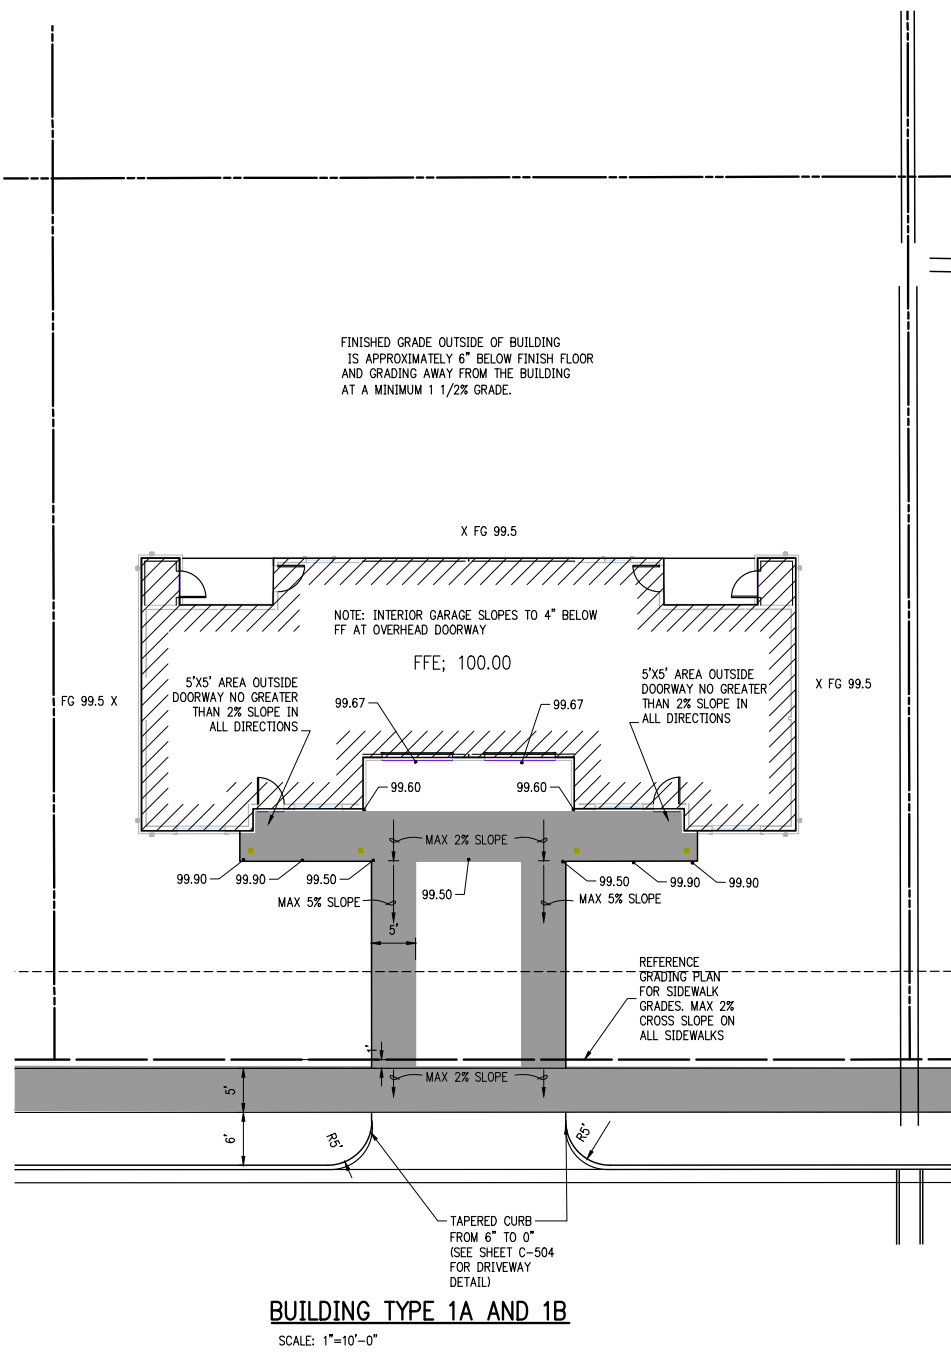 FINISHED GRADE OUTSIDE OF BUILDING
IS APPROXIMATELY 6" BELOW FINISH FLOOR
AND GRADING AWAY FROM THE BUILDING
AT A MINIMUM 1 1/2% GRADE.
X FG 99.5
NOTE: INTERIOR GARAGE SLOPES TO 4" BELOW
FF AT OVERHEAD DOORWAY
FFE; 100.00
5'X5' AREA OUTSIDE
DOORWAY NO GREATER
THAN 2% SLOPE IN
ALL DIRECTIONS
5'X5' AREA OUTSIDE
DOORWAY NO GREATER
THAN 2% SLOPE IN
ALL DIRECTIONS
FG 99.5 X
X FG 99.5
99.67
99.67
99.60
99.60
MAX 2% SLOPE
99.90
99.90
99.50
99.50
99.50
99.90
99.90
MAX 5% SLOPE
MAX 5% SLOPE
5'
REFERENCE
GRADING PLAN
FOR SIDEWALK
GRADES. MAX 2%
CROSS SLOPE ON
ALL SIDEWALKS
1'
MAX 2% SLOPE
5'
6'
R5'
R5'
TAPERED CURB
FROM 6" TO 0"
(SEE SHEET C-504
FOR DRIVEWAY
DETAIL)
BUILDING TYPE 1A AND 1B
SCALE: 1"=10'-0"